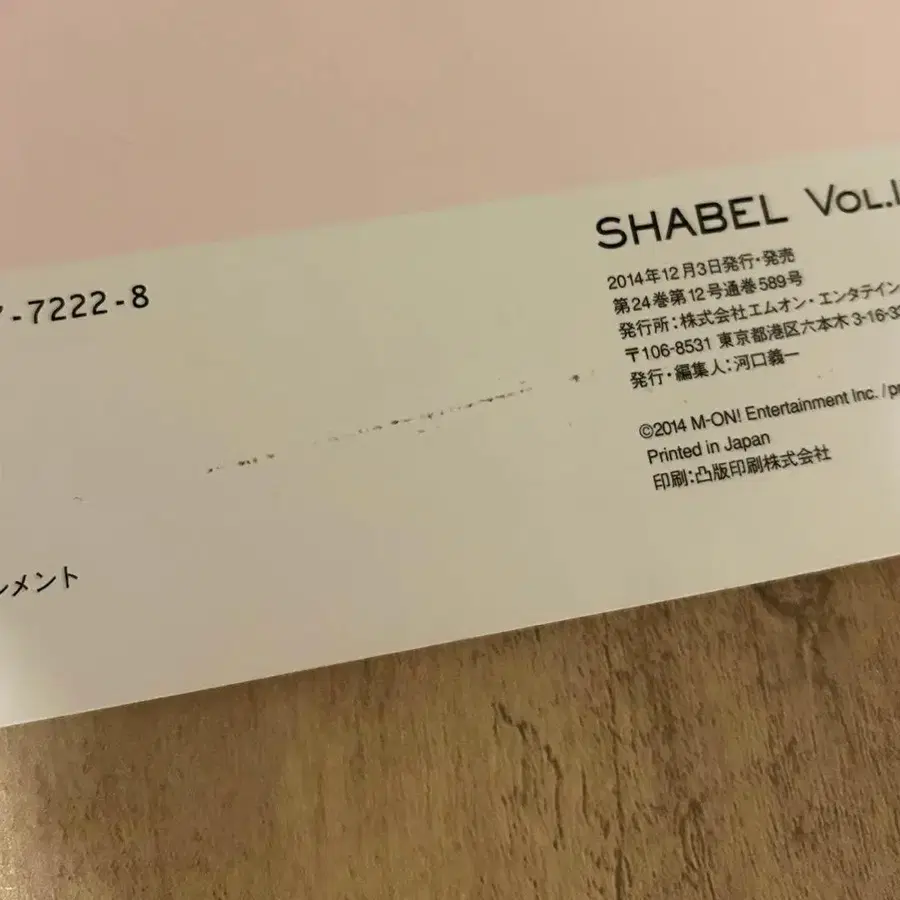 -7222-8
SHABEL VOL.
2014年12月3日発行・発売
第24巻第12号通巻589号
発行所：株式会社エムオン・エンタテイン
〒106-8531 東京都港区六本木3-16-3
発行・編集人：河口義一
©2014 M-ON! Entertainment Inc. /pr
Printed in Japan
印刷：凸版印刷株式会社
メント